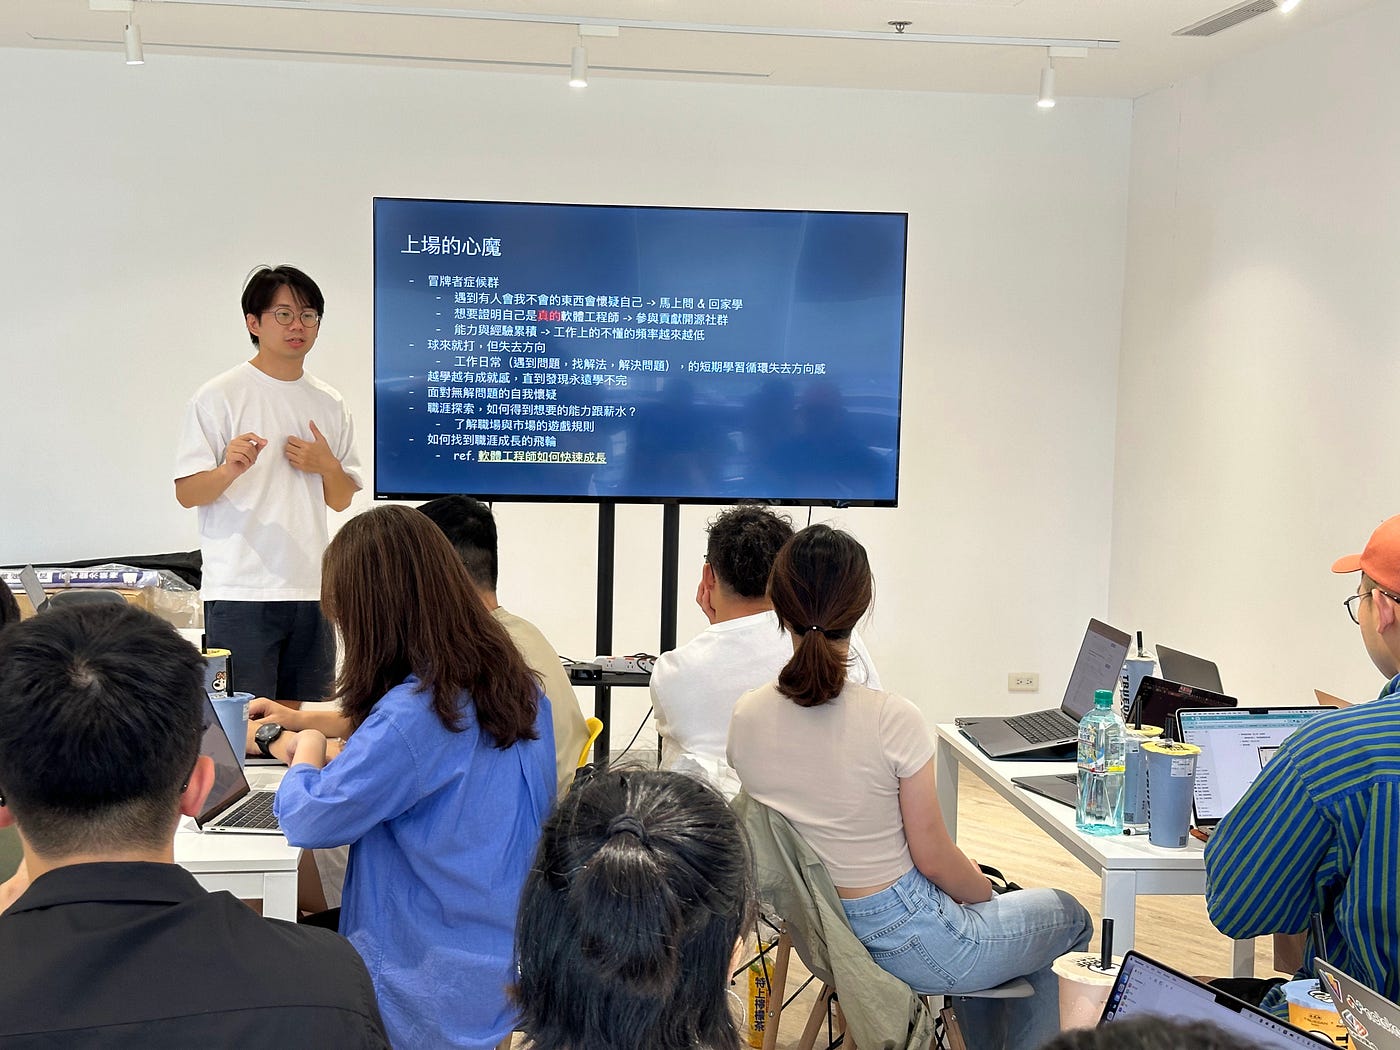 上場的心魔
- 冒牌者症候群
- 遇到有人會我不會的東西會懷疑自己 -> 馬上問 & 回家學
- 想要證明自己是真的軟體工程師 -> 參與貢獻開源社群
- 能力與經驗累積 -> 工作上的不懂的頻率越來越低
- 球來就打，但失去方向
- 工作日常（遇到問題，找解法，解決問題），的短期學習循環失去方向感
- 越學越有成就感，直到發現永遠學不完
- 面對無解問題的自我懷疑
- 職涯探索，如何得到想要的能力跟薪水？
- 了解職場與市場的遊戲規則
- 如何找到職涯成長的飛輪
- ref. 軟體工程師如何快速成長